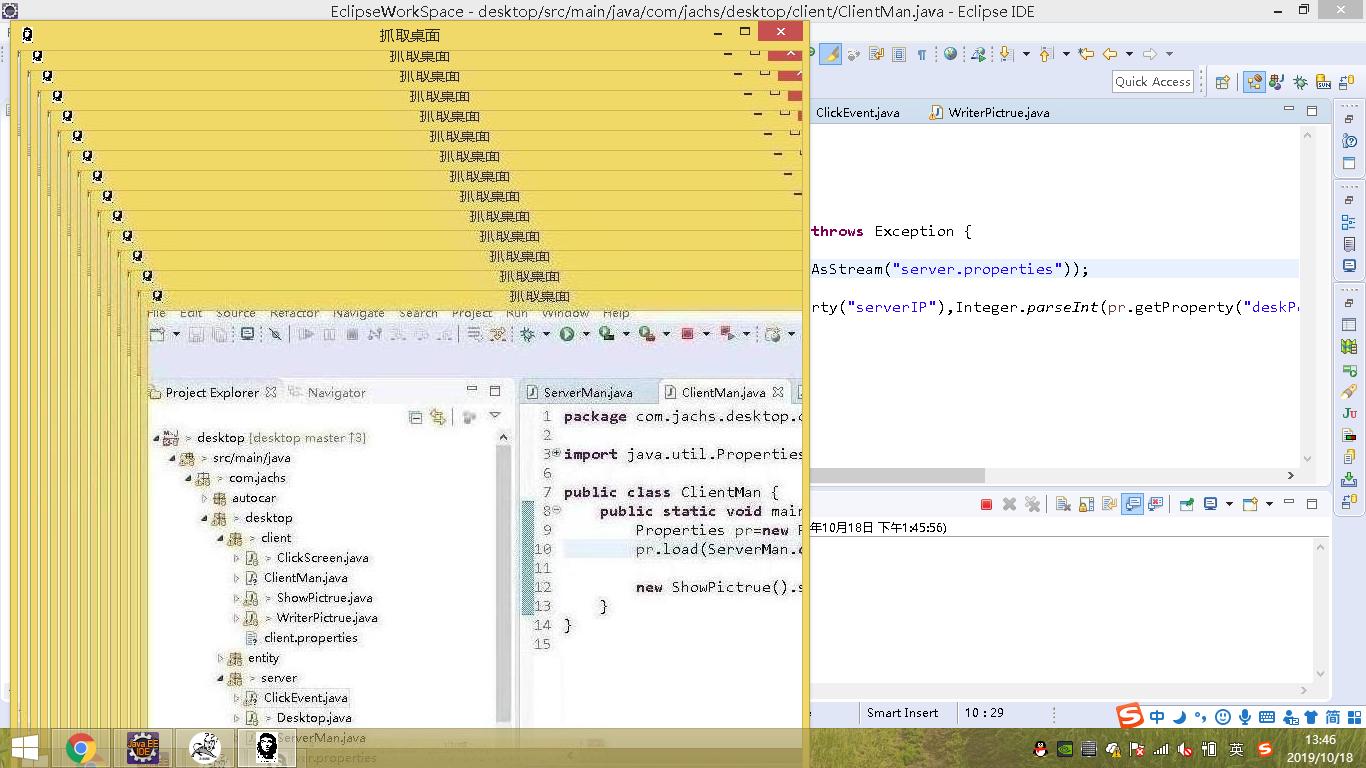 EclipseWorkSpace - desktop/src/main/java/com/jachs/desktop/client/ClientMan.java - Eclipse IDE
抓取桌面
抓取桌面
抓取桌面
抓取桌面
抓取桌面
抓取桌面
抓取桌面
抓取桌面
抓取桌面
抓取桌面
抓取桌面
抓取桌面
抓取桌面
抓取桌面
Quick Access
ClickEvent.java
WriterPictrue.java
throws Exception {
AsStream("server.properties"));
rty("serverIP"),Integer.parseInt(pr.getProperty("deskP
File Edit Source Refactor Navigate Search Project Run Window Help
Project Explorer
Navigator
ServerMan.java
ClientMan.java
desktop [desktop master ↑3]
src/main/java
com.jachs
autocar
desktop
client
ClickScreen.java
ClientMan.java
ShowPictrue.java
WriterPictrue.java
client.properties
entity
server
ClickEvent.java
Desktop.java
ServerMan.java
server.properties
1 package com.jachs.desktop.
2
3 import java.util.Properties
6
7 public class ClientMan {
8 public static void main
9 Properties pr=new P
10 pr.load(ServerMan.
11
12 new ShowPictrue().s
13 }
14 }
15
年10月18日 下午1:45:56)
Smart Insert
10 : 29
中
简
Java EE
IDE
英
13:46
2019/10/18